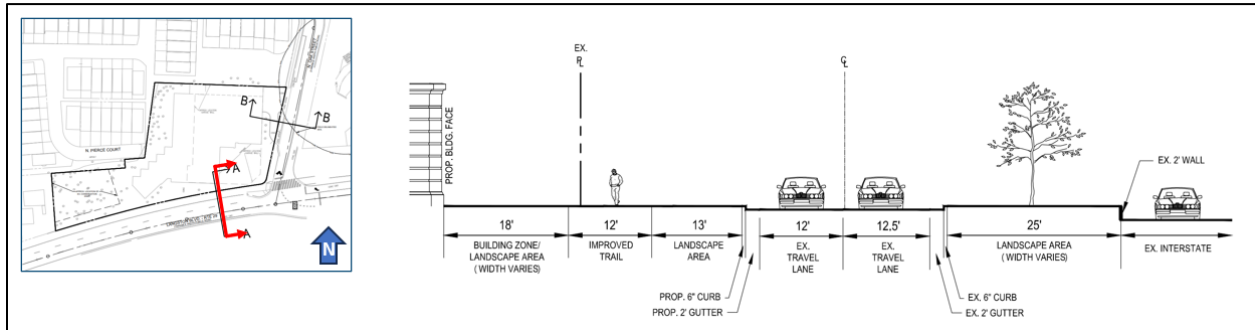 N. PIERCE COURT
B
B
A
A
N
EX.
PL
CL
PROP. BLDG. FACE
EX. 2' WALL
18'
12'
13'
12'
12.5'
25'
BUILDING ZONE/
LANDSCAPE AREA
(WIDTH VARIES)
IMPROVED
TRAIL
LANDSCAPE
AREA
EX.
TRAVEL
LANE
EX.
TRAVEL
LANE
LANDSCAPE AREA
(WIDTH VARIES)
EX. INTERSTATE
PROP. 6" CURB
PROP. 2' GUTTER
EX. 6" CURB
EX. 2' GUTTER